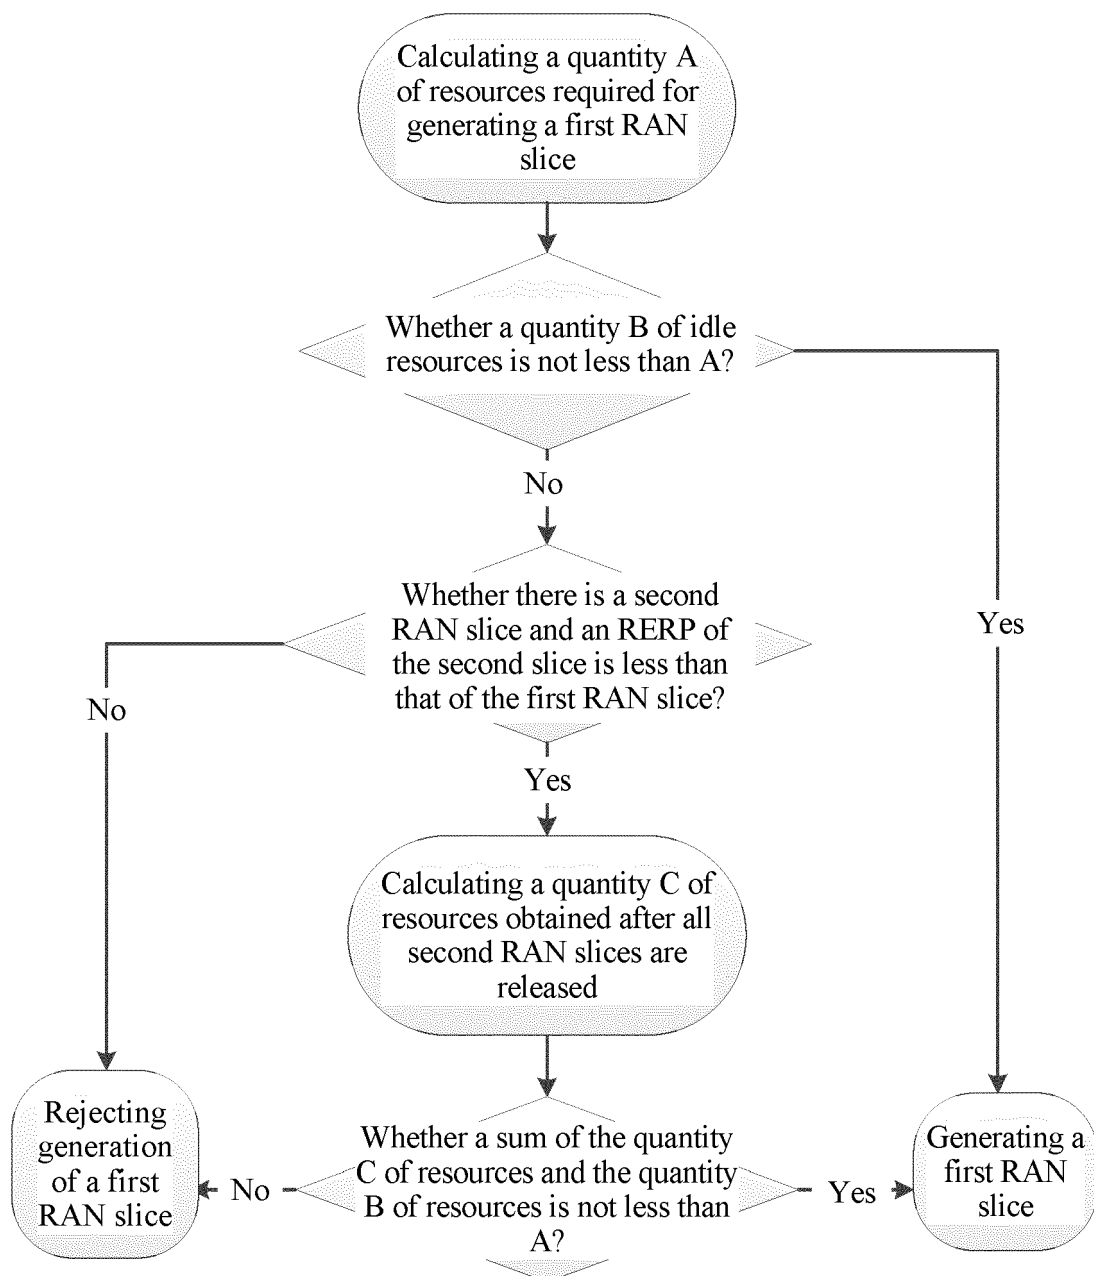 Calculating a quantity A
of resources required for
generating a first RAN
slice
Whether a quantity B of idle
resources is not less than A?
No
Yes
Whether there is a second
RAN slice and an RERP of
the second slice is less than
that of the first RAN slice?
No
Yes
Calculating a quantity C of
resources obtained after all
second RAN slices are
released
Whether a sum of the quantity
C of resources and the quantity
B of resources is not less than
A?
No
Yes
Rejecting
generation
of a first
RAN slice
Generating a
first RAN
slice